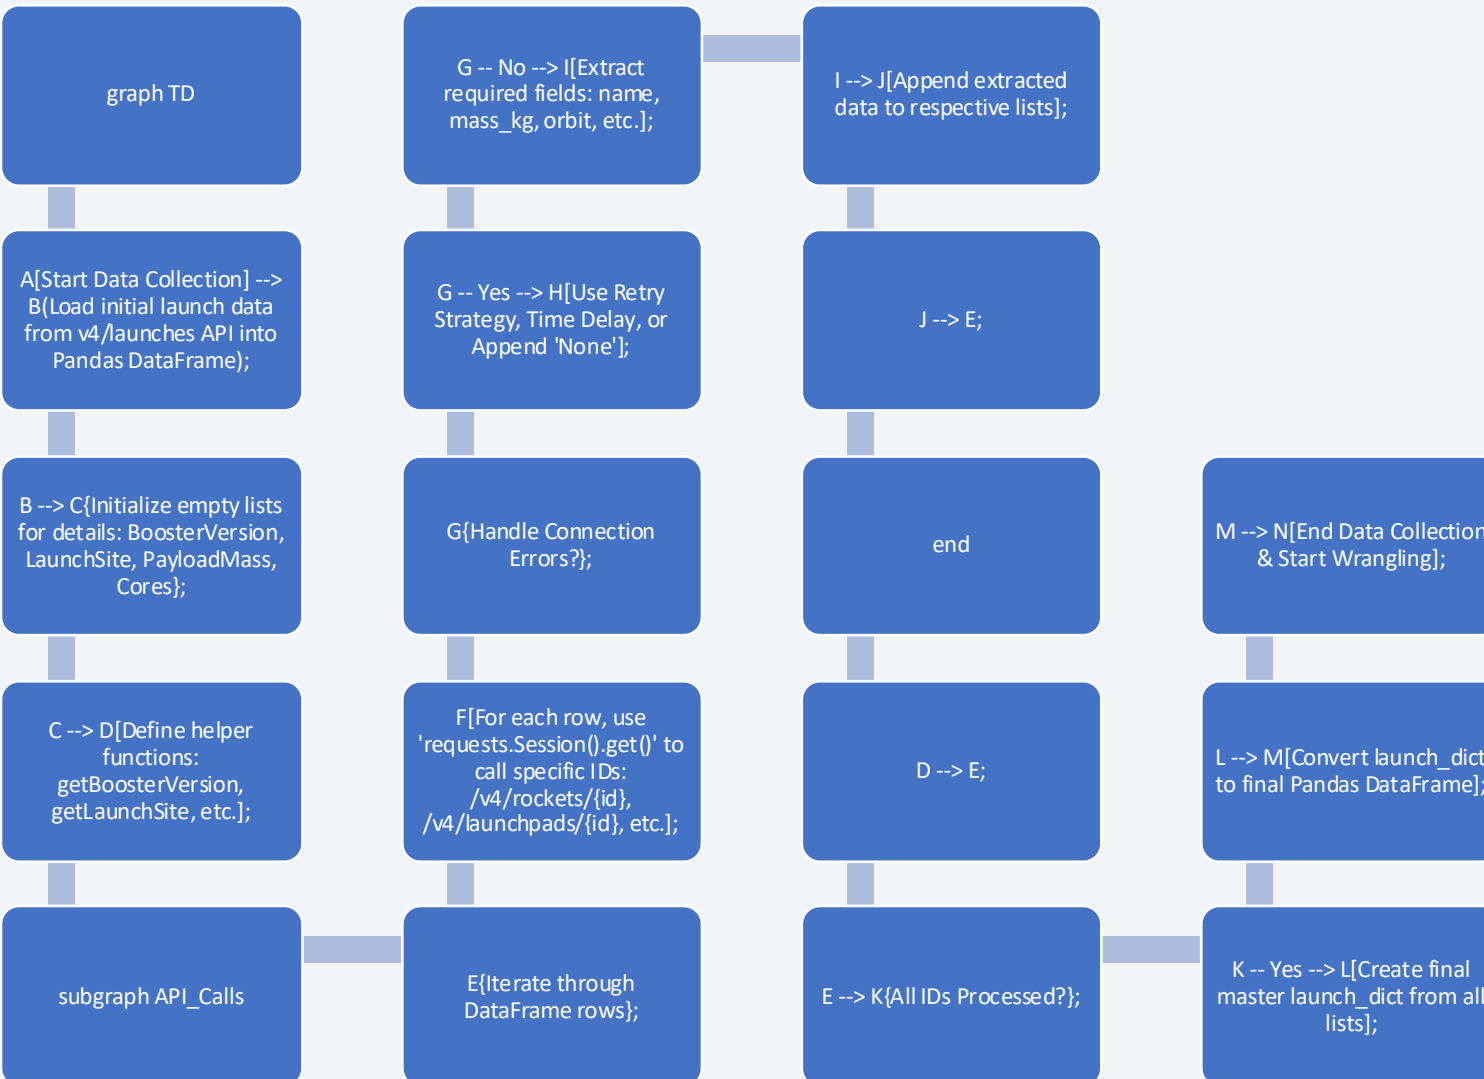 graph TD
A[Start Data Collection] -->
B(Load initial launch data
from v4/launches API into
Pandas DataFrame);
B --> C{Initialize empty lists
for details: BoosterVersion,
LaunchSite, PayloadMass,
Cores};
C --> D[Define helper
functions:
getBoosterVersion,
getLaunchSite, etc.];
subgraph API_Calls
E{Iterate through
DataFrame rows};
F[For each row, use
'requests.Session().get()' to
call specific IDs:
/v4/rockets/{id},
/v4/launchpads/{id}, etc.];
G{Handle Connection
Errors?};
G -- Yes --> H[Use Retry
Strategy, Time Delay, or
Append 'None'];
G -- No --> I[Extract
required fields: name,
mass_kg, orbit, etc.];
I --> J[Append extracted
data to respective lists];
J --> E;
end
D --> E;
E --> K{All IDs Processed?};
K -- Yes --> L[Create final
master launch_dict from all
lists];
L --> M[Convert launch_dict
to final Pandas DataFrame];
M --> N[End Data Collection
& Start Wrangling];